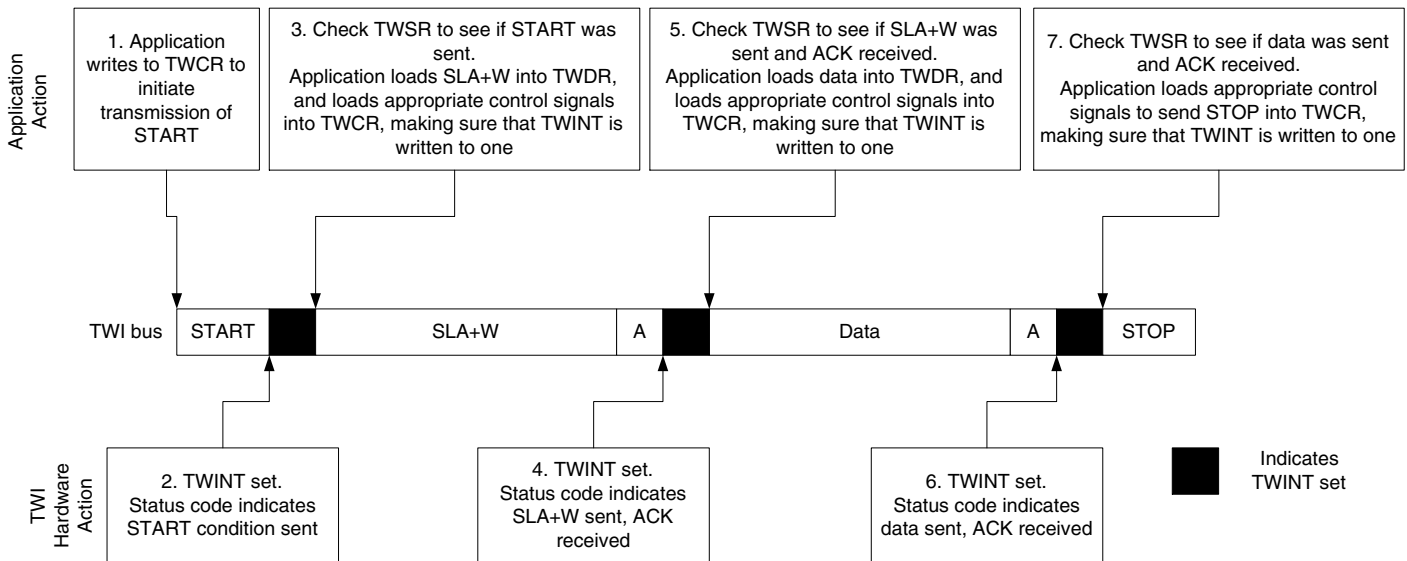 Application
Action
1. Application
writes to TWCR to
initiate
transmission of
START
3. Check TWSR to see if START was
sent.
Application loads SLA+W into TWDR,
and loads appropriate control signals
into TWCR, making sure that TWINT is
written to one
5. Check TWSR to see if SLA+W was
sent and ACK received.
Application loads data into TWDR, and
loads appropriate control signals into
TWCR, making sure that TWINT is
written to one
7. Check TWSR to see if data was sent
and ACK received.
Application loads appropriate control
signals to send STOP into TWCR,
making sure that TWINT is written to one
TWI bus
START
SLA+W
A
Data
A
STOP
TWI
Hardware
Action
2. TWINT set.
Status code indicates
START condition sent
4. TWINT set.
Status code indicates
SLA+W sent, ACK
received
6. TWINT set.
Status code indicates
data sent, ACK received
Indicates
TWINT set